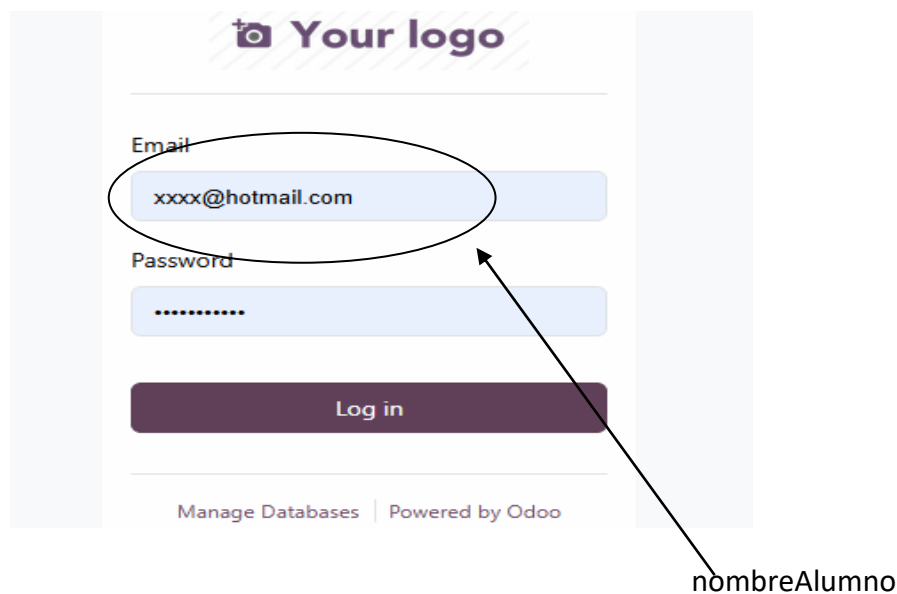 Your logo
Email
xxxx@hotmail.com
Password
•••••••••••
Log in
Manage Databases | Powered by Odoo
nombreAlumno